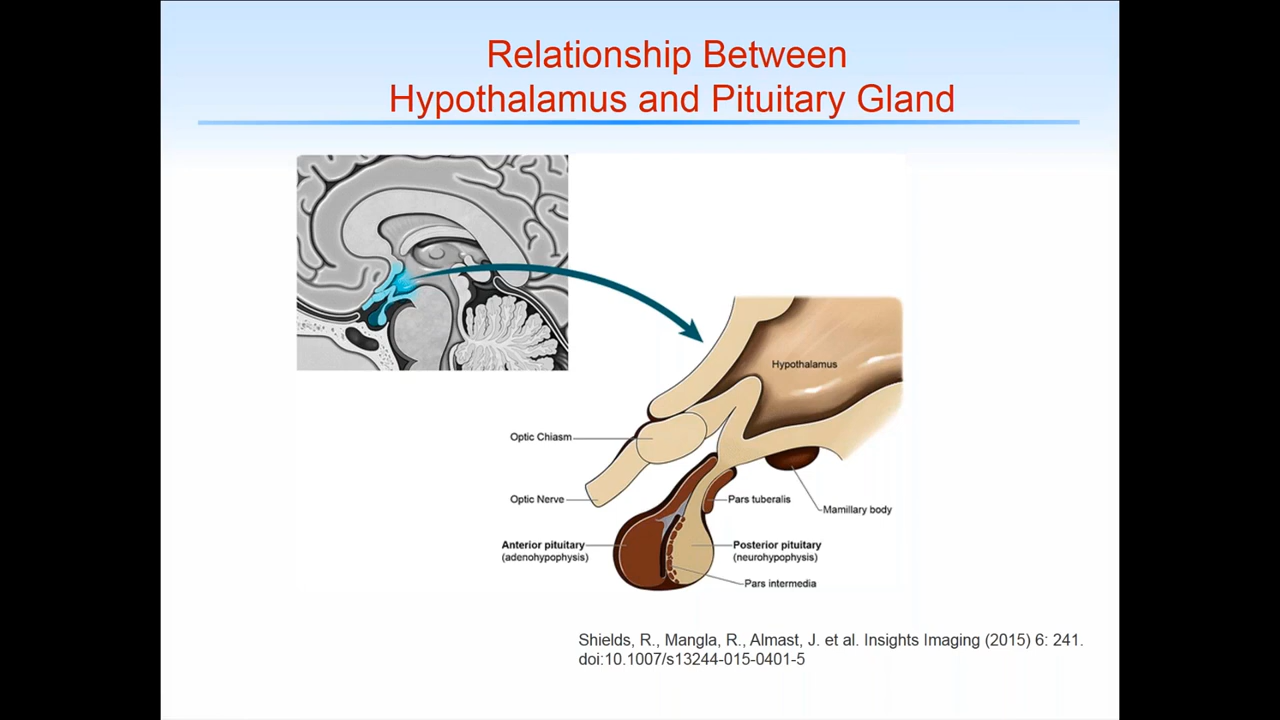 Relationship Between
Hypothalamus and Pituitary Gland
Hypothalamus
Optic Chiasm
Optic Nerve
Pars tuberalis
Mamillary body
Anterior pituitary
(adenohypophysis)
Posterior pituitary
(neurohypophysis)
Pars intermedia
Shields, R., Mangla, R., Almast, J. et al. Insights Imaging (2015) 6: 241.
doi:10.1007/s13244-015-0401-5